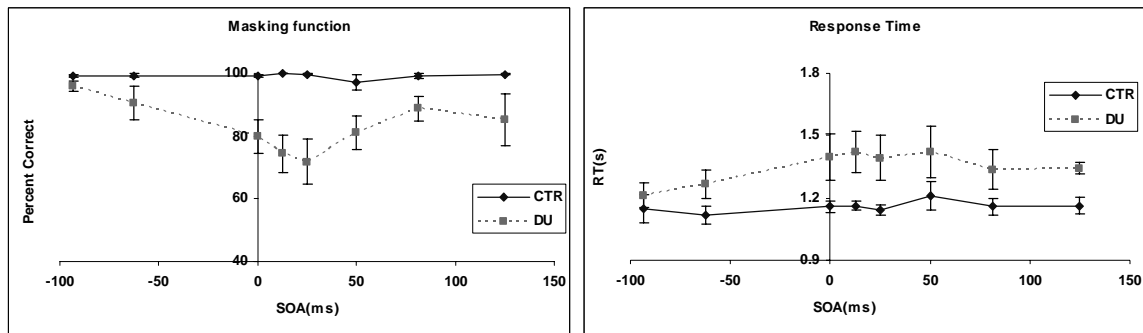 Masking function
Percent Correct
100
80
60
40
-100 -50 0 50 100 150
SOA(ms)
CTR
DU
Response Time
RT(s)
1.8
1.5
1.2
0.9
-100 -50 0 50 100 150
SOA(ms)
CTR
DU